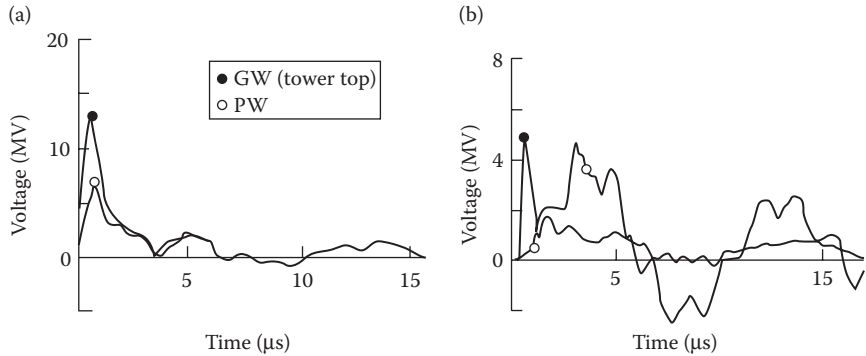 (a)
20
10
0
Voltage (MV)
GW (tower top)
PW
5
10
15
Time (μs)
(b)
8
4
0
Voltage (MV)
5
15
Time (μs)